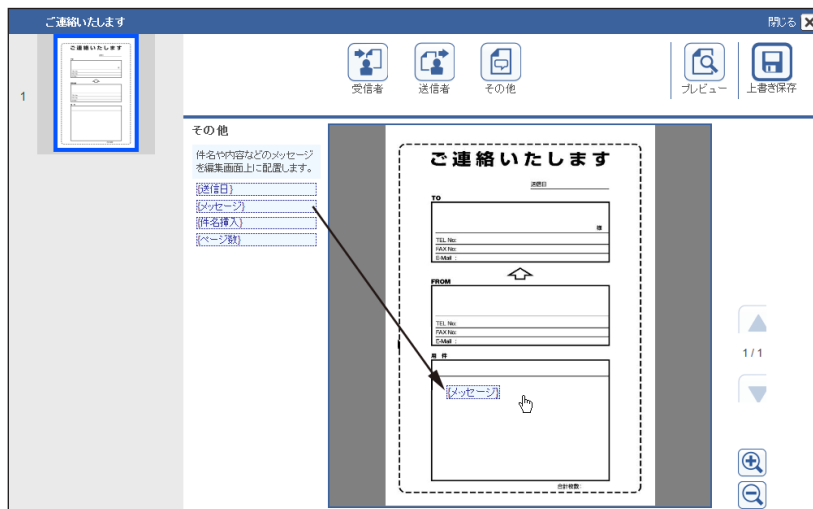 ご連絡いたします
閉じる
1
受信者
送信者
その他
プレビュー
上書き保存
その他
件名や内容などのメッセージ
を編集画面上に配置します。
{送信日}
{メッセージ}
{件名挿入}
{ページ数}
ご連絡いたします
送信日
TO
様
TEL No:
FAX No:
E-Mail :
FROM
TEL No:
FAX No:
E-Mail :
用 件
{メッセージ}
合計枚数:
1 / 1